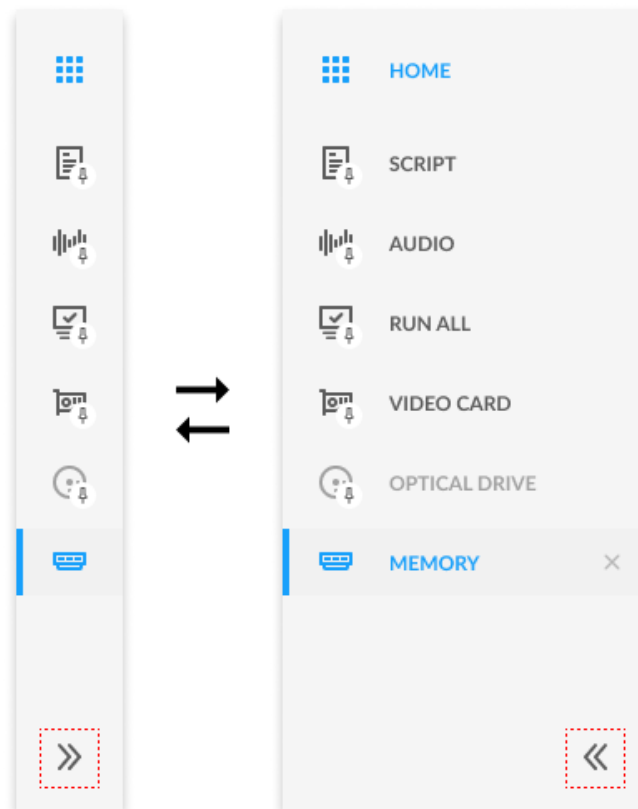 HOME
SCRIPT
AUDIO
RUN ALL
VIDEO CARD
OPTICAL DRIVE
MEMORY